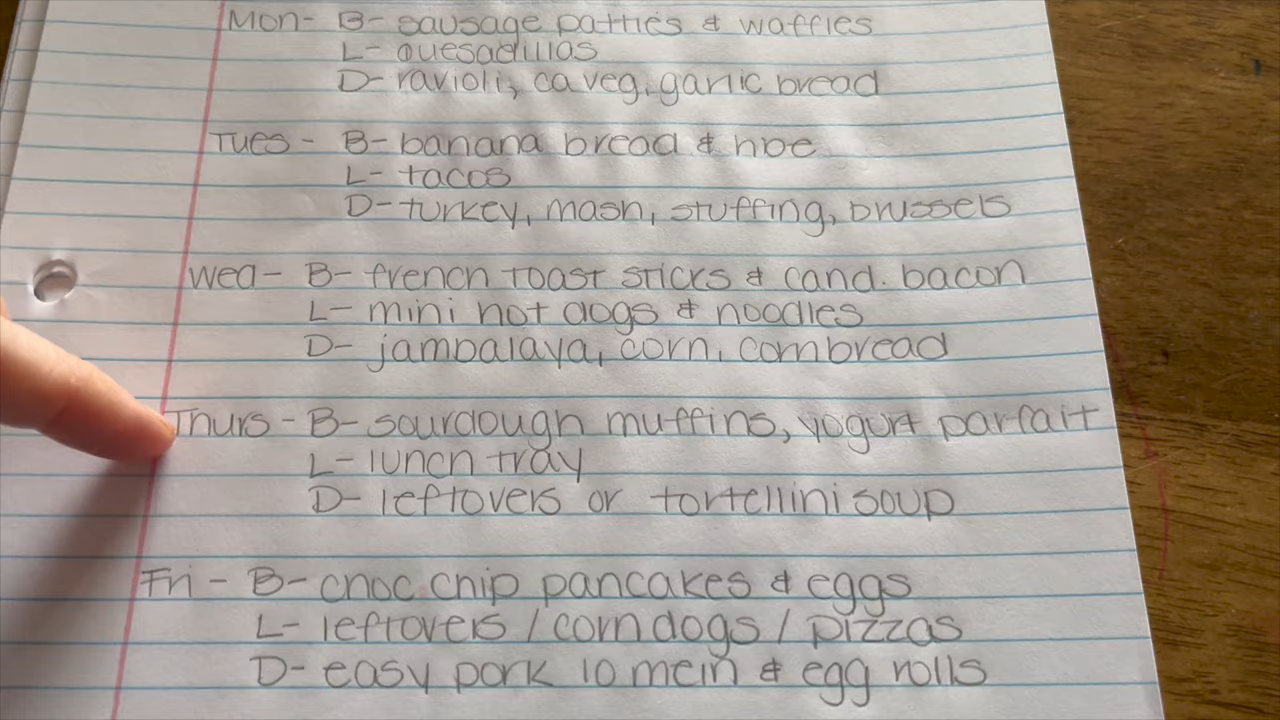 Mon- B- sausage patties & waffles
L- quesadillas
D- ravioli, ca veg, garlic bread
Tues - B- banana bread & hbe
L- tacos
D- turkey, mash, stuffing, brussels
Wed - B- french toast sticks & cand. bacon
L- mini hot dogs & noodles
D- jambalaya, corn, cornbread
Thurs - B- sourdough muffins, yogurt parfait
L- lunch tray
D- leftovers or tortellini soup
Fri - B- choc chip pancakes & eggs
L- leftovers / corn dogs / pizzas
D- easy pork lo mein & egg rolls